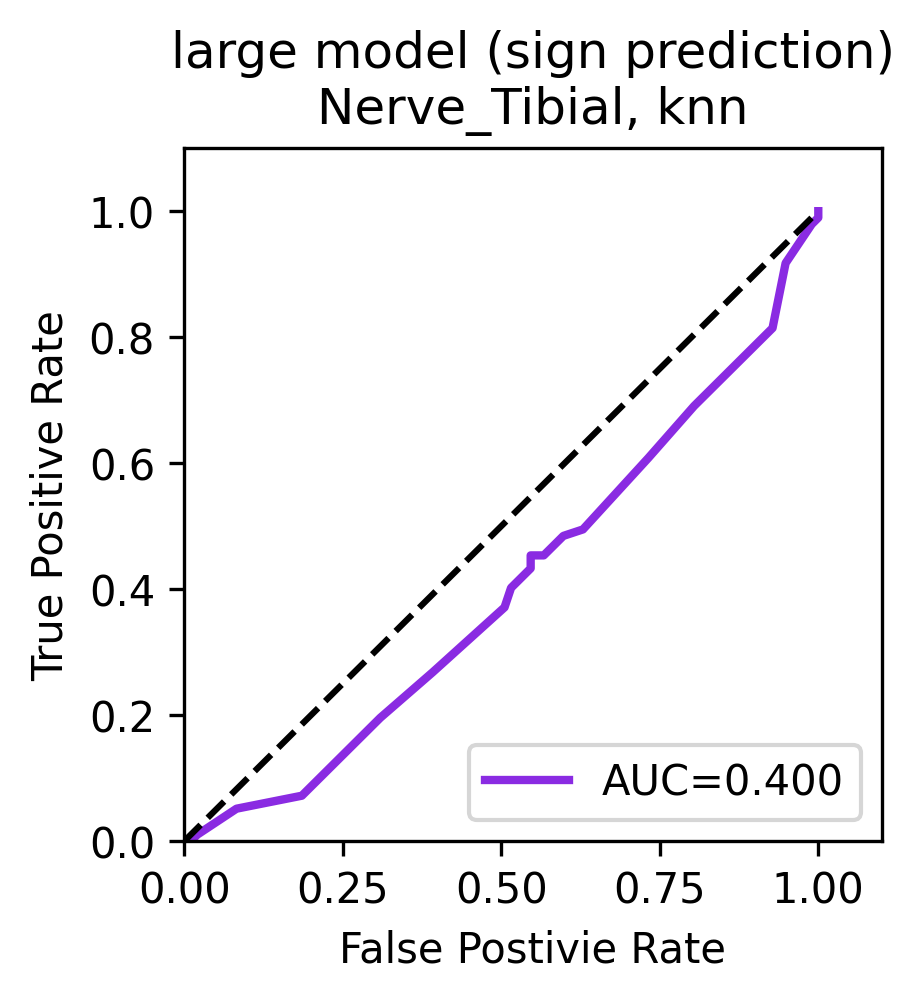 large model (sign prediction)
Nerve_Tibial, knn
True Positive Rate
1.0
0.8
0.6
0.4
0.2
0.0
AUC=0.400
0.00 0.25 0.50 0.75 1.00
False Postivie Rate